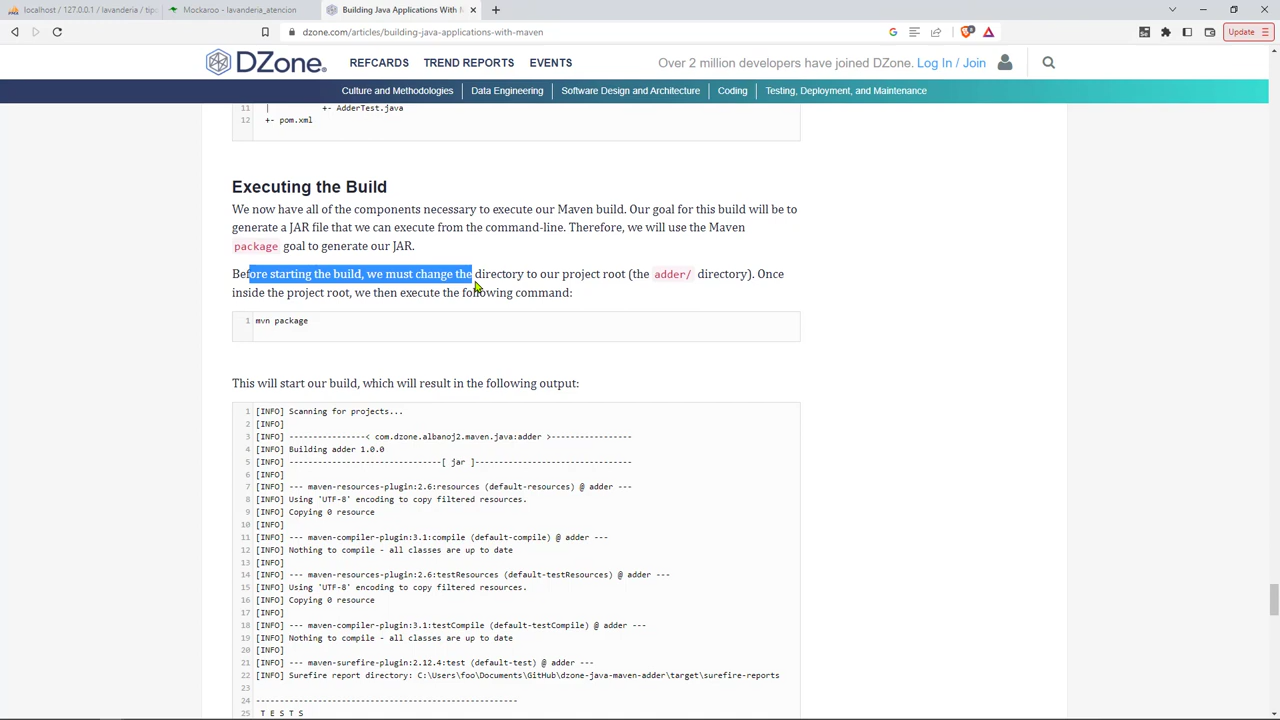 localhost / 127.0.0.1 / lavanderia / tipo
Mockaroo - lavanderia_atencion
Building Java Applications With M
dzone.com/articles/building-java-applications-with-maven
Update
DZone.
REFCARDS
TREND REPORTS
EVENTS
Over 2 million developers have joined DZone. Log In / Join
Culture and Methodologies
Data Engineering
Software Design and Architecture
Coding
Testing, Deployment, and Maintenance
11 | +- AdderTest.java
12 +- pom.xml
Executing the Build
We now have all of the components necessary to execute our Maven build. Our goal for this build will be to
generate a JAR file that we can execute from the command-line. Therefore, we will use the Maven
package goal to generate our JAR.
Before starting the build, we must change the directory to our project root (the adder/ directory). Once
inside the project root, we then execute the following command:
1 mvn package
This will start our build, which will result in the following output:
1 [INFO] Scanning for projects...
2 [INFO]
3 [INFO] ----------------< com.dzone.albanoj2.maven.java:adder >-----------------
4 [INFO] Building adder 1.0.0
5 [INFO] --------------------------------[ jar ]---------------------------------
6 [INFO]
7 [INFO] --- maven-resources-plugin:2.6:resources (default-resources) @ adder ---
8 [INFO] Using 'UTF-8' encoding to copy filtered resources.
9 [INFO] Copying 0 resource
10 [INFO]
11 [INFO] --- maven-compiler-plugin:3.1:compile (default-compile) @ adder ---
12 [INFO] Nothing to compile - all classes are up to date
13 [INFO]
14 [INFO] --- maven-resources-plugin:2.6:testResources (default-testResources) @ adder ---
15 [INFO] Using 'UTF-8' encoding to copy filtered resources.
16 [INFO] Copying 0 resource
17 [INFO]
18 [INFO] --- maven-compiler-plugin:3.1:testCompile (default-testCompile) @ adder ---
19 [INFO] Nothing to compile - all classes are up to date
20 [INFO]
21 [INFO] --- maven-surefire-plugin:2.12.4:test (default-test) @ adder ---
22 [INFO] Surefire report directory: C:\Users\foo\Documents\GitHub\dzone-java-maven-adder\target\surefire-reports
23
24 -------------------------------------------------------
25 T E S T S